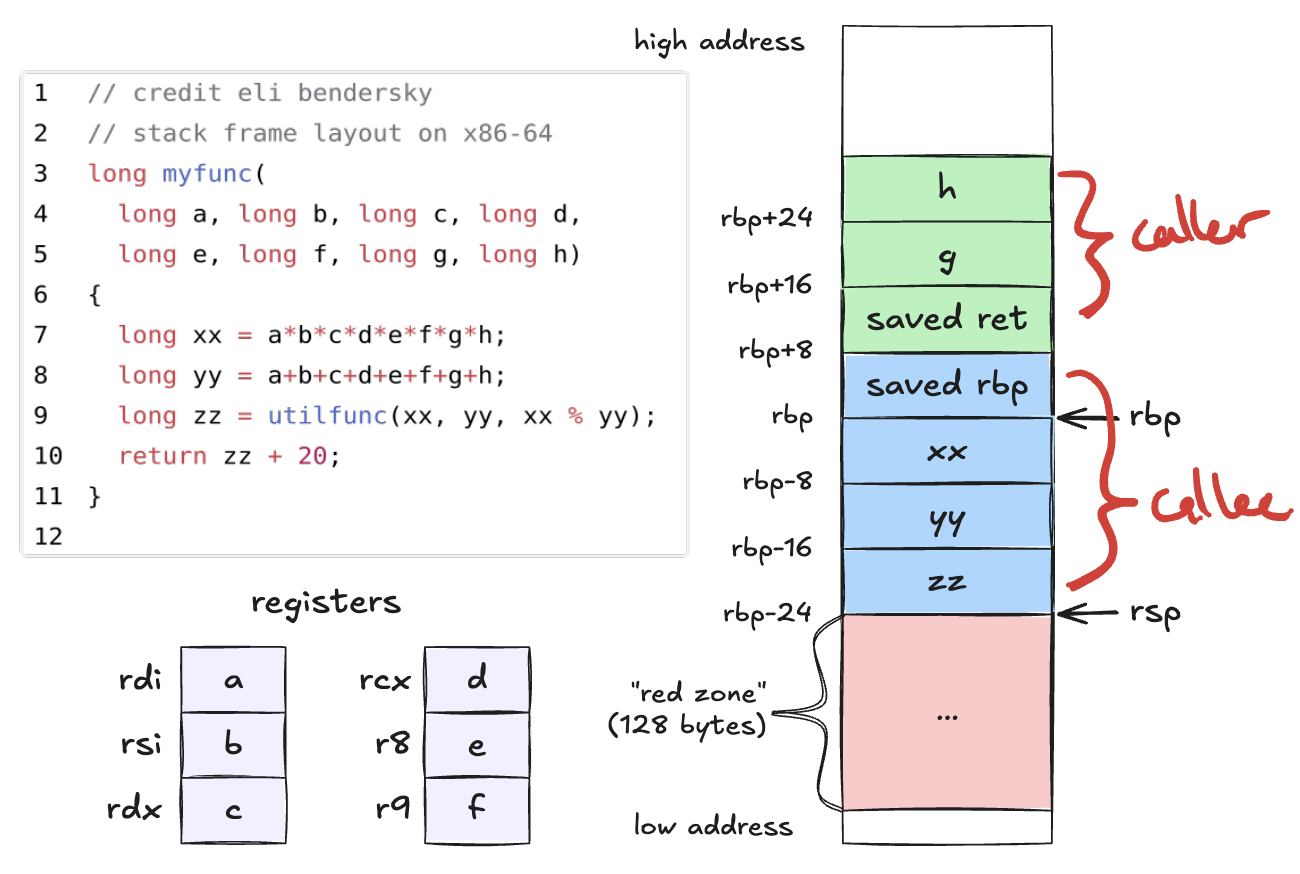 high address
1 // credit eli bendersky
2 // stack frame layout on x86-64
3 long myfunc(
4 long a, long b, long c, long d,
5 long e, long f, long g, long h)
6 {
7 long xx = a*b*c*d*e*f*g*h;
8 long yy = a+b+c+d+e+f+g+h;
9 long zz = utilfunc(xx, yy, xx % yy);
10 return zz + 20;
11 }
12
registers
rdi a
rsi b
rdx c
rcx d
r8 e
r9 f
h
rbp+24
g
rbp+16
saved ret
rbp+8
saved rbp
rbp
xx
rbp-8
yy
rbp-16
zz
rbp-24
caller
rbp
callee
rsp
"red zone"
(128 bytes)
...
low address